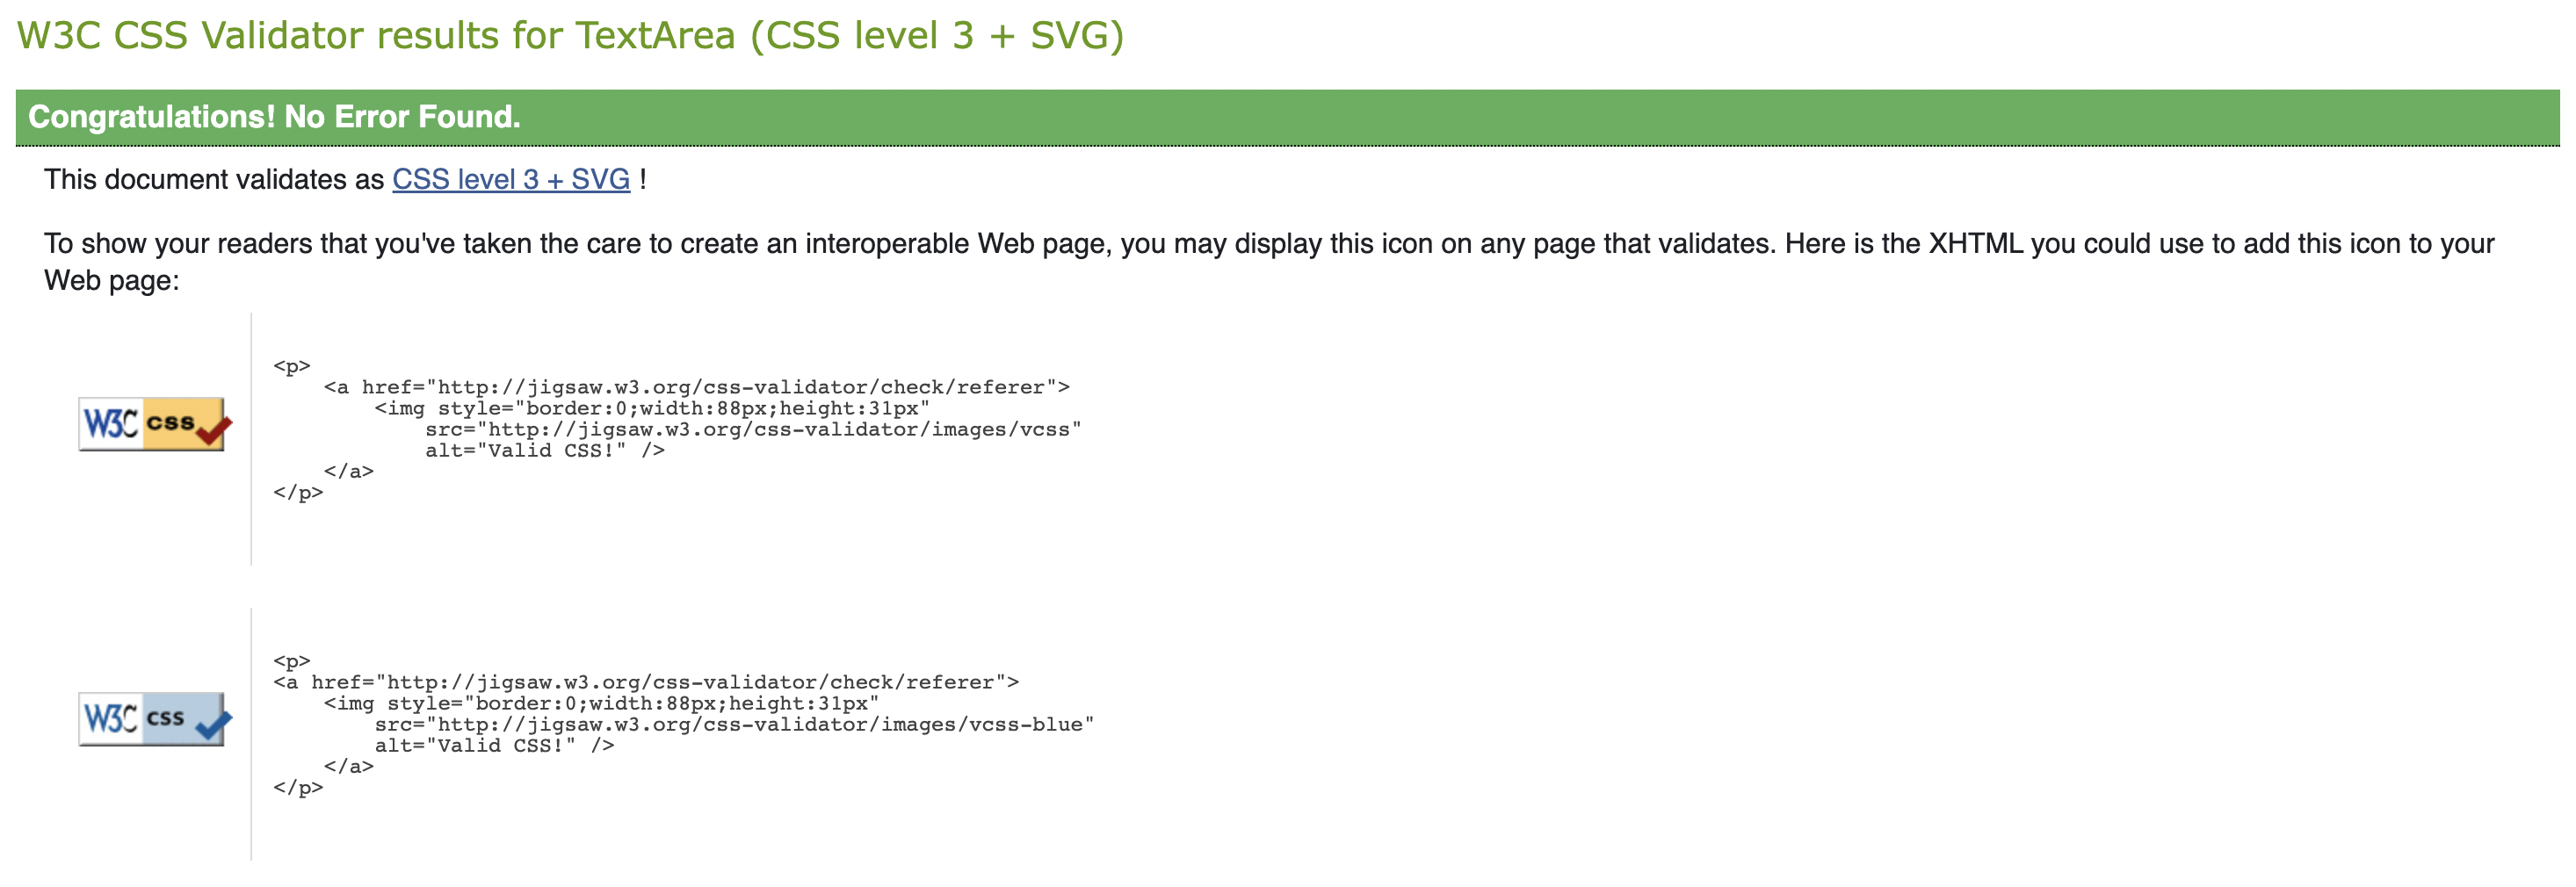 W3C CSS Validator results for TextArea (CSS level 3 + SVG)
Congratulations! No Error Found.
This document validates as CSS level 3 + SVG !
To show your readers that you've taken the care to create an interoperable Web page, you may display this icon on any page that validates. Here is the XHTML you could use to add this icon to your
Web page:
W3C css
<p>
    <a href="http://jigsaw.w3.org/css-validator/check/referer">
        <img style="border:0;width:88px;height:31px"
            src="http://jigsaw.w3.org/css-validator/images/vcss"
            alt="Valid CSS!" />
    </a>
</p>
W3C css
<p>
<a href="http://jigsaw.w3.org/css-validator/check/referer">
    <img style="border:0;width:88px;height:31px"
        src="http://jigsaw.w3.org/css-validator/images/vcss-blue"
        alt="Valid CSS!" />
    </a>
</p>